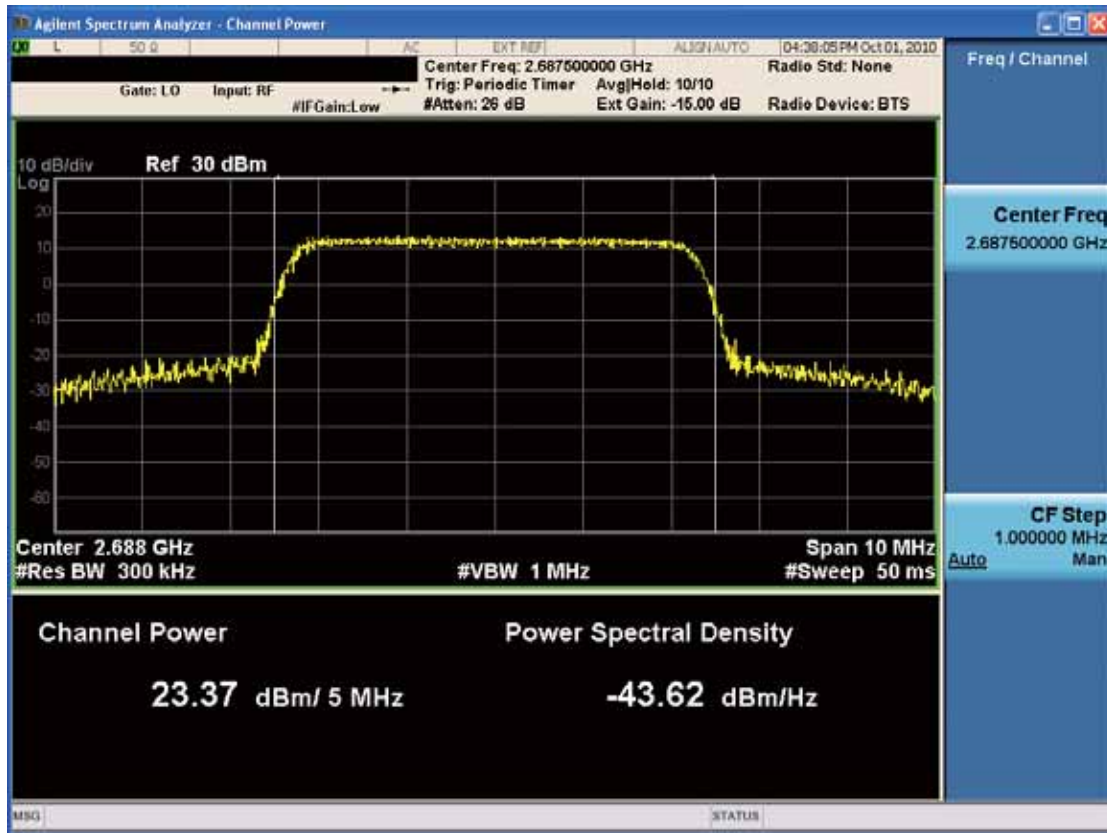 Agilent Spectrum Analyzer - Channel Power
L 50 Ω AC EXT REF ALIGN AUTO 04:38:05 PM Oct 01, 2010
Center Freq: 2.687500000 GHz Radio Std: None
Gate: LO Input: RF Trig: Periodic Timer Avg|Hold: 10/10
#IFGain:Low #Atten: 26 dB Ext Gain: -15.00 dB Radio Device: BTS
10 dB/div Ref 30 dBm
Log
20
10
0
-10
-20
-30
-40
-50
-60
Center 2.688 GHz Span 10 MHz
#Res BW 300 kHz #VBW 1 MHz #Sweep 50 ms
Channel Power Power Spectral Density
23.37 dBm/ 5 MHz -43.62 dBm/Hz
MSG STATUS
Freq / Channel
Center Freq
2.687500000 GHz
CF Step
1.000000 MHz
Auto Man